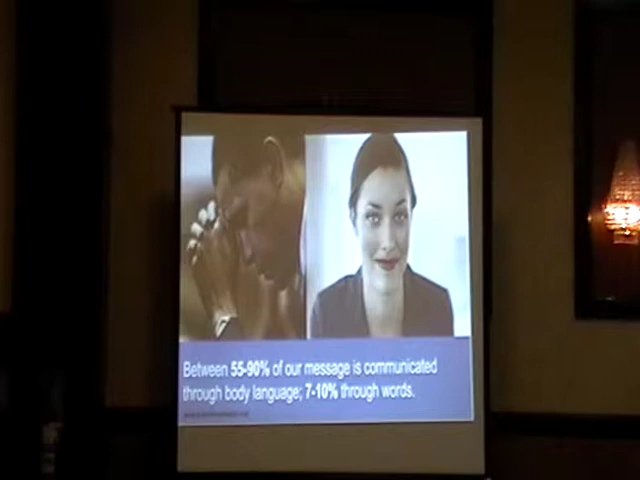 Between 55-90% of our message is communicated
through body language; 7-10% through words.